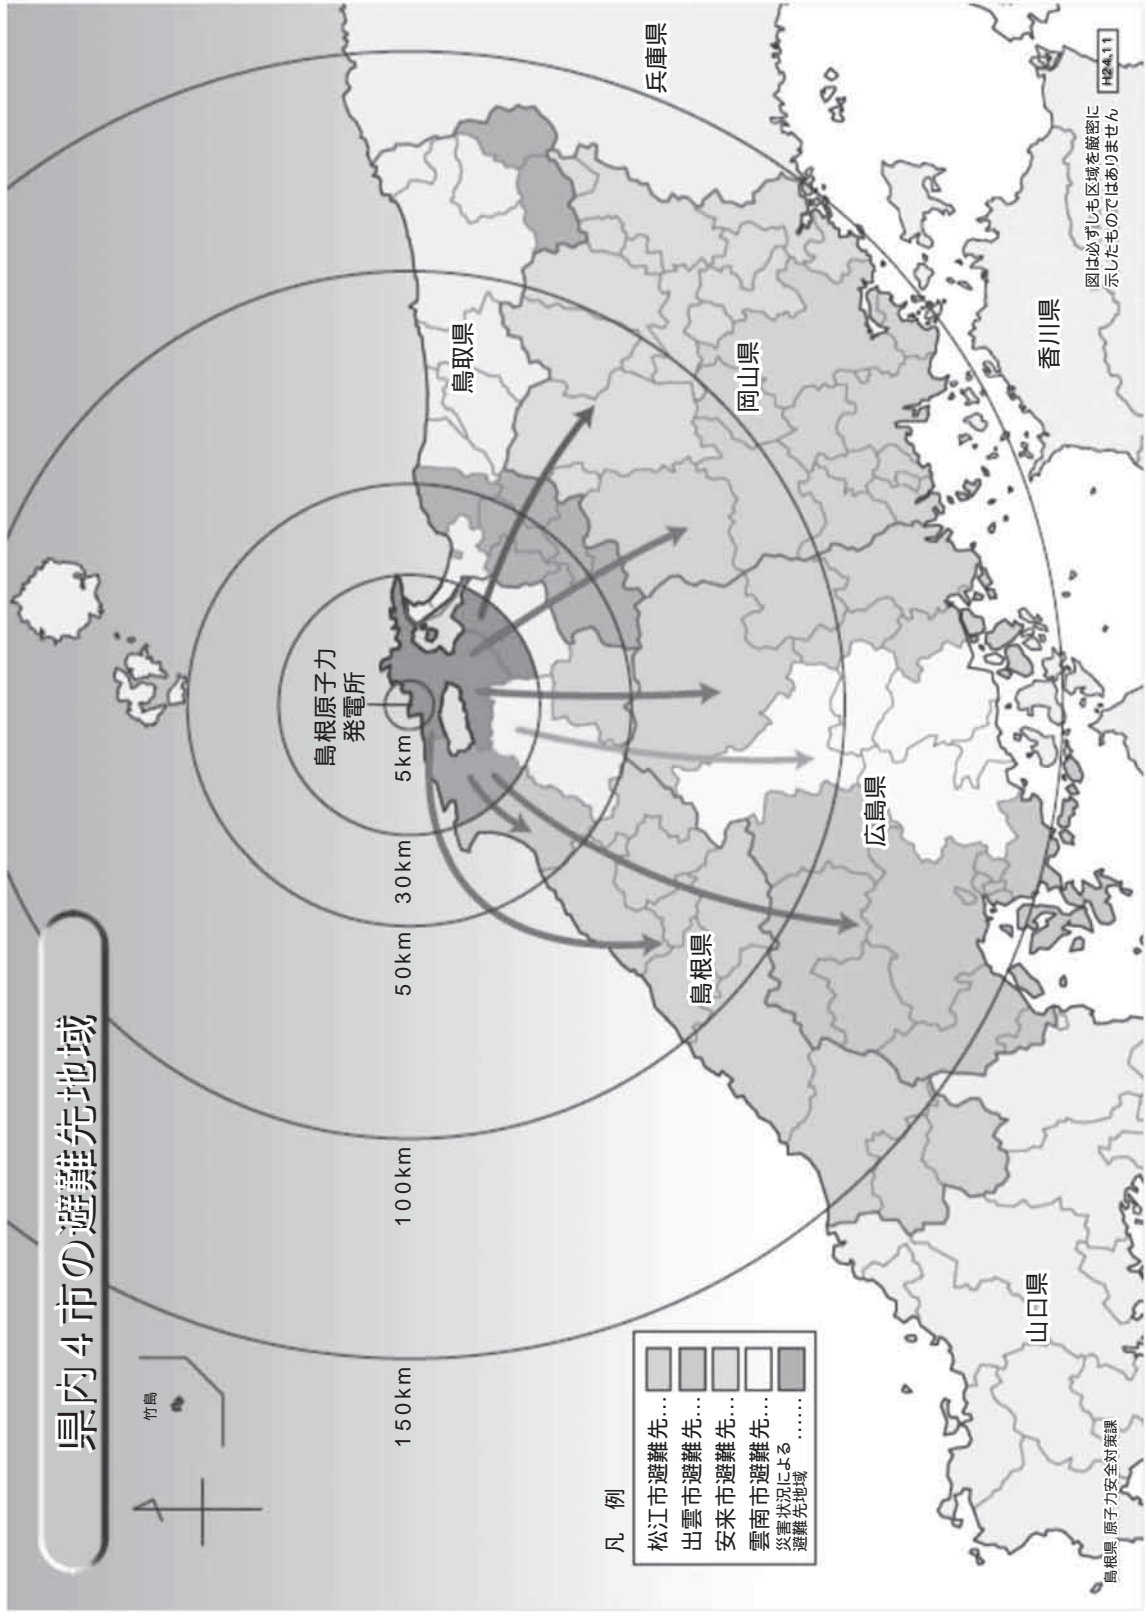 県内４市の避難先地域
竹島
島根原子力
発電所
5km
30km
50km
100km
150km
鳥取県
兵庫県
岡山県
広島県
島根県
香川県
山口県
凡 例
松江市避難先…
出雲市避難先…
安来市避難先…
雲南市避難先…
災害状況による
避難先地域 ……
図は必ずしも区域を厳密に
示したものではありません
H24.11
島根県 原子力安全対策課